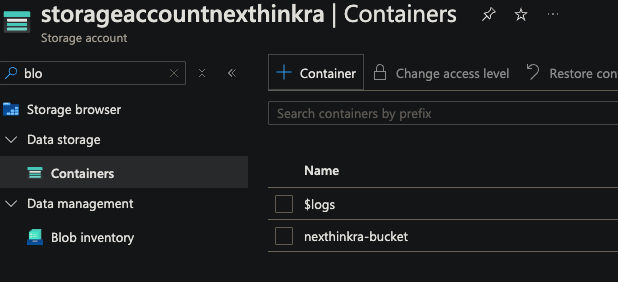 storageaccountnexthinkra | Containers
Storage account
blo
Storage browser
Data storage
Containers
Data management
Blob inventory
Container
Change access level
Restore con
Search containers by prefix
Name
$logs
nexthinkra-bucket